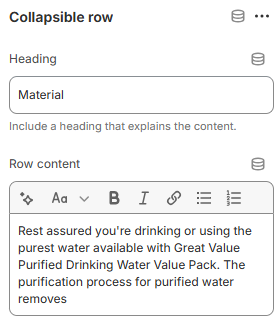 Collapsible row
Heading
Material
Include a heading that explains the content.
Row content
Aa
B I
Rest assured you're drinking or using the
purest water available with Great Value
Purified Drinking Water Value Pack. The
purification process for purified water
removes